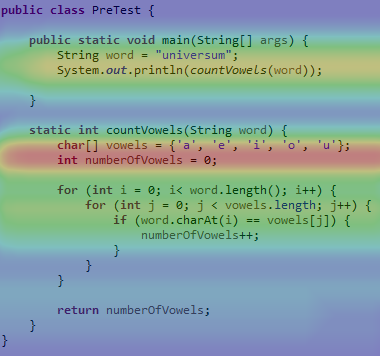 public class PreTest {
public static void main(String[] args) {
String word = "universum";
System.out.println(countVowels(word));
}
static int countVowels(String word) {
char[] vowels = {'a', 'e', 'i', 'o', 'u'};
int numberOfVowels = 0;
for (int i = 0; i< word.length(); i++) {
for (int j = 0; j < vowels.length; j++) {
if (word.charAt(i) == vowels[j]) {
numberOfVowels++;
}
}
}
return numberOfVowels;
}
}